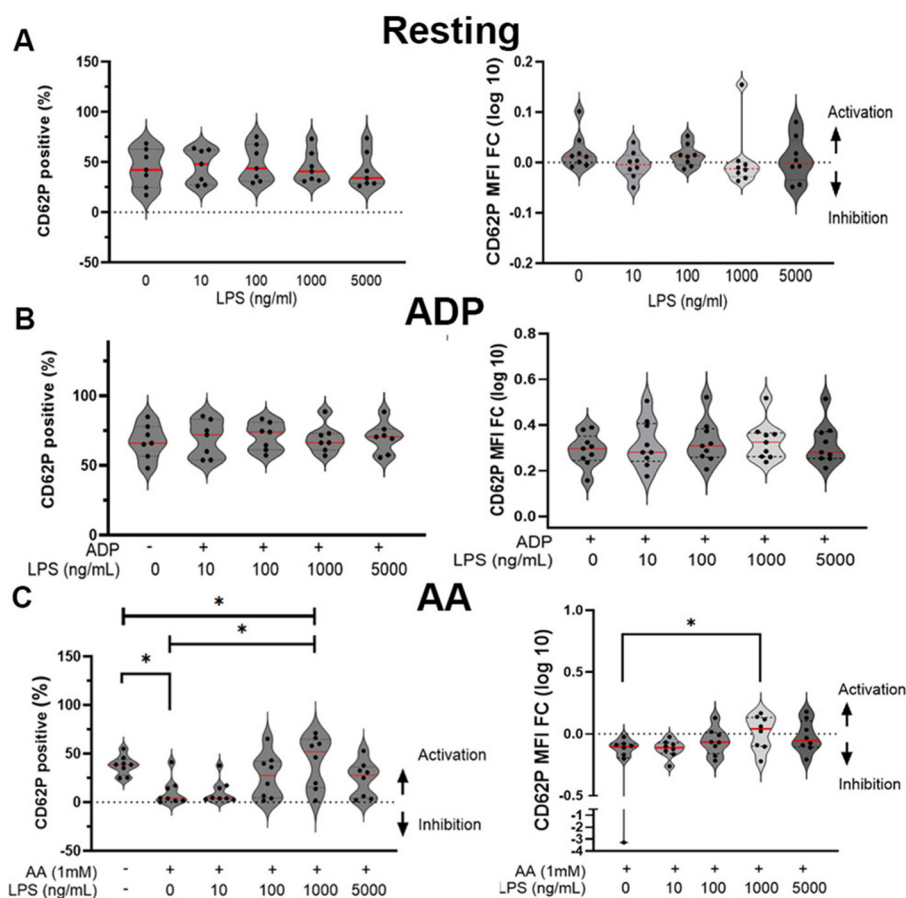 Resting
A
CD62P positive (%)
150
100
50
0
-50
0 10 100 1000 5000
LPS (ng/ml)
CD62P MFI FC (log 10)
0.2
0.1
0.0
-0.1
-0.2
0 10 100 1000 5000
LPS (ng/ml)
Activation
Inhibition
ADP
B
CD62P positive (%)
100
50
0
ADP - + + + +
LPS (ng/mL) 0 10 100 1000 5000
CD62P MFI FC (log 10)
0.8
0.6
0.4
0.2
0.0
ADP + + + + +
LPS (ng/mL) 0 10 100 1000 5000
AA
C
*
*
*
CD62P positive (%)
150
100
50
0
-50
AA (1mM) - + + + + +
LPS (ng/mL) - 0 10 100 1000 5000
Activation
Inhibition
*
CD62P MFI FC (log 10)
1.0
0.5
0.0
-0.5
-1
-2
-3
-4
AA (1mM) + + + + +
LPS (ng/mL) 0 10 100 1000 5000
Activation
Inhibition